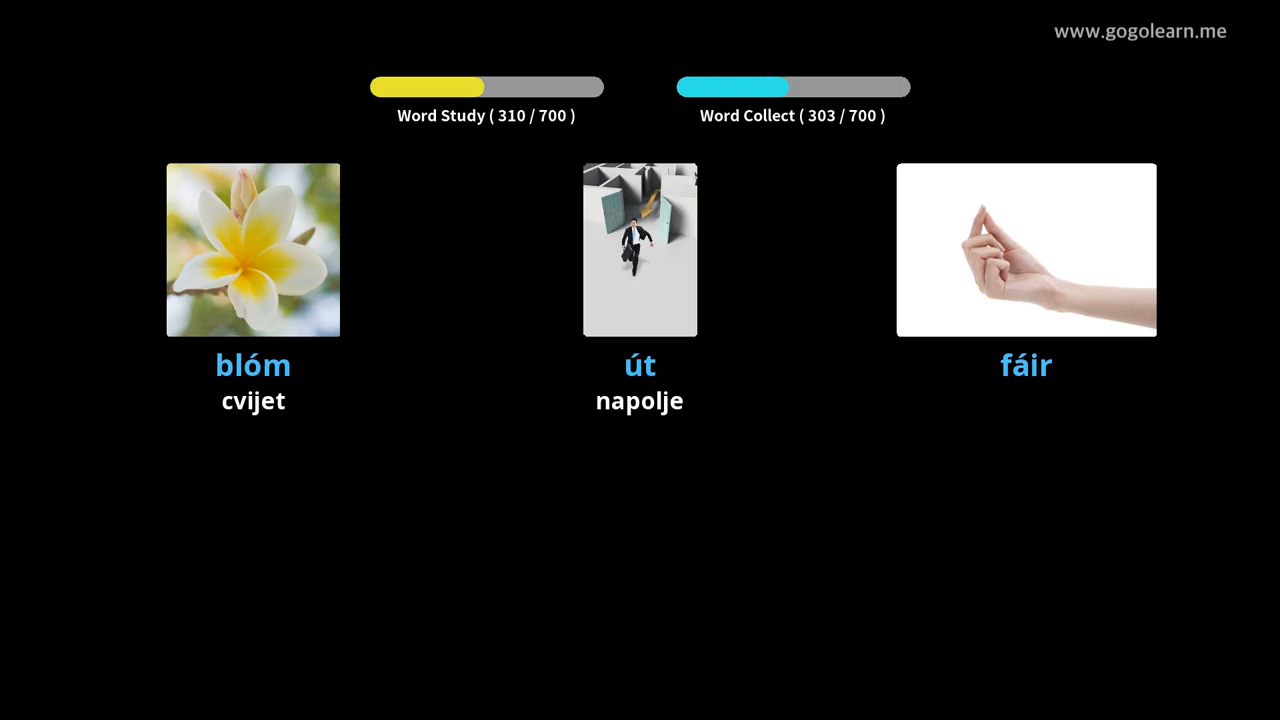 www.gogolearn.me
Word Study ( 310 / 700 )
Word Collect ( 303 / 700 )
blóm
cvijet
út
napolje
fáir